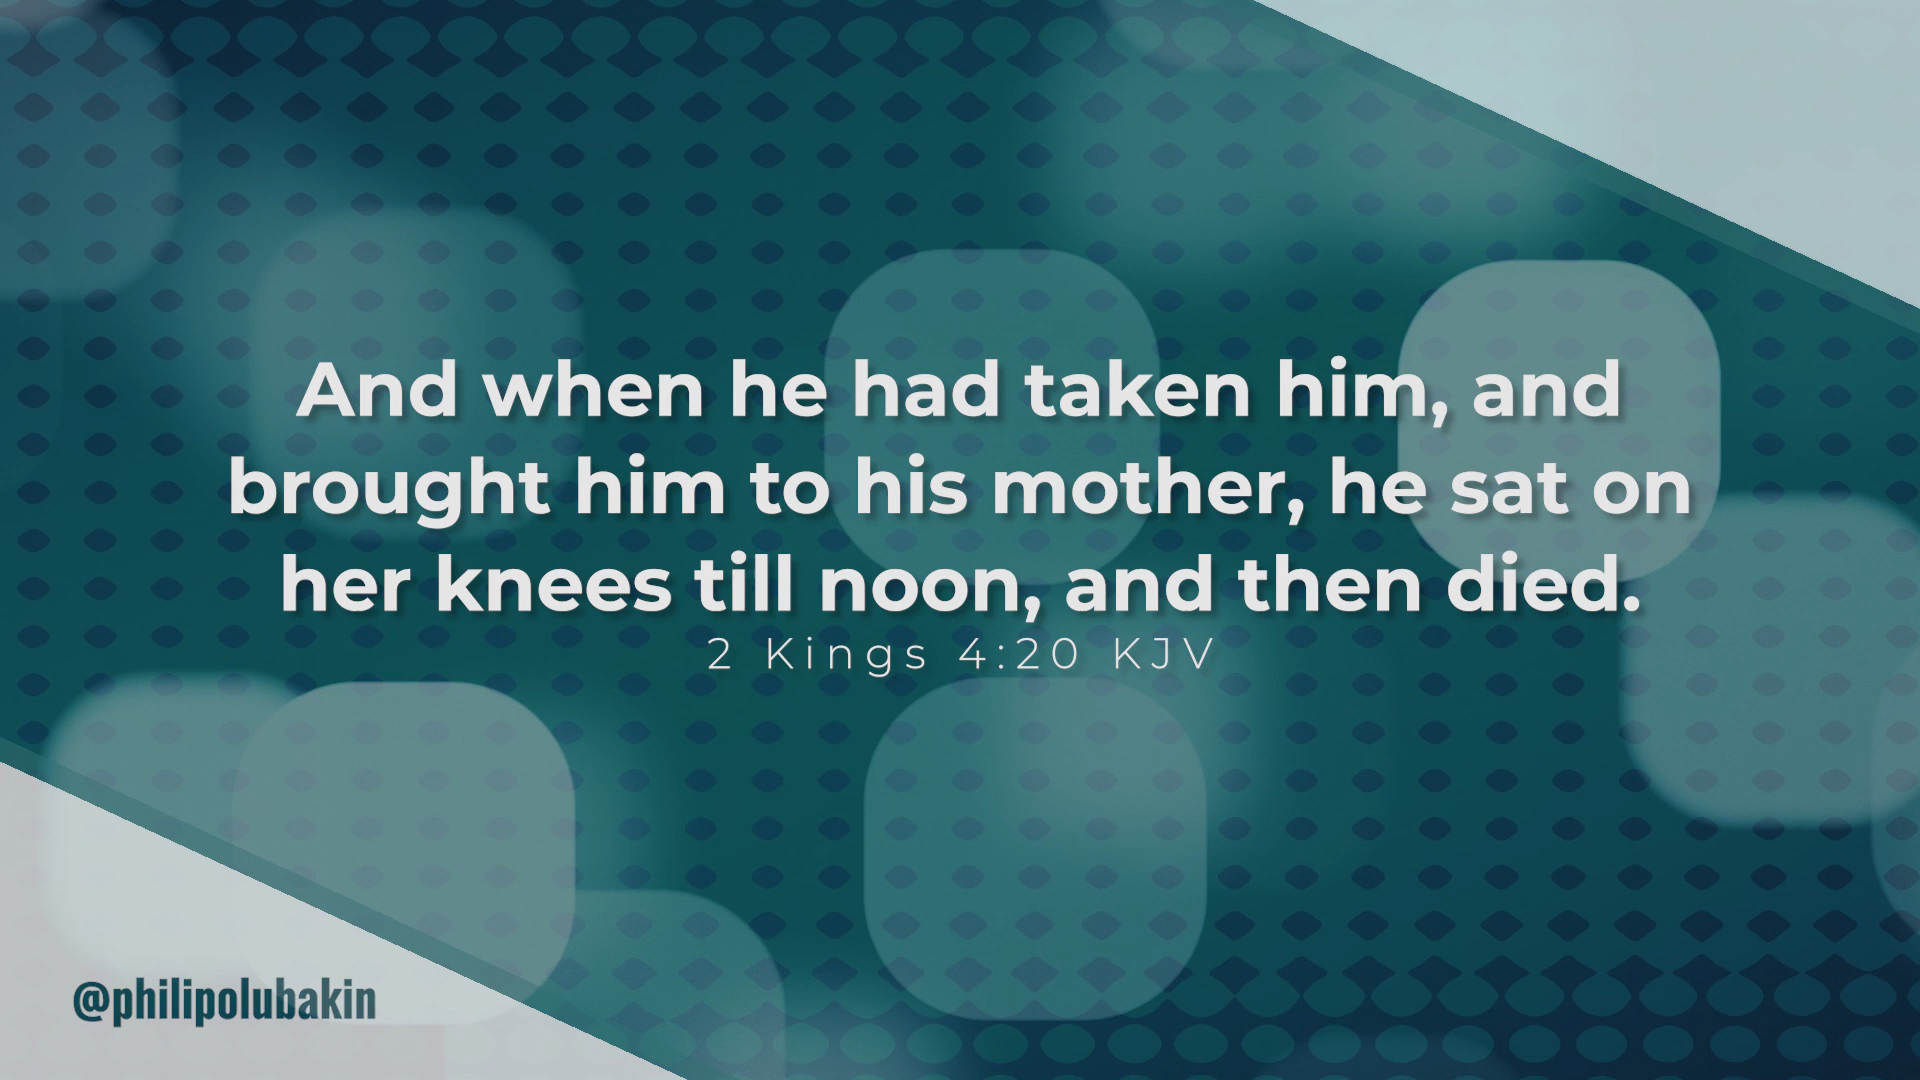 And when he had taken him, and
brought him to his mother, he sat on
her knees till noon, and then died.
2 Kings 4:20 KJV
@philipolubakin